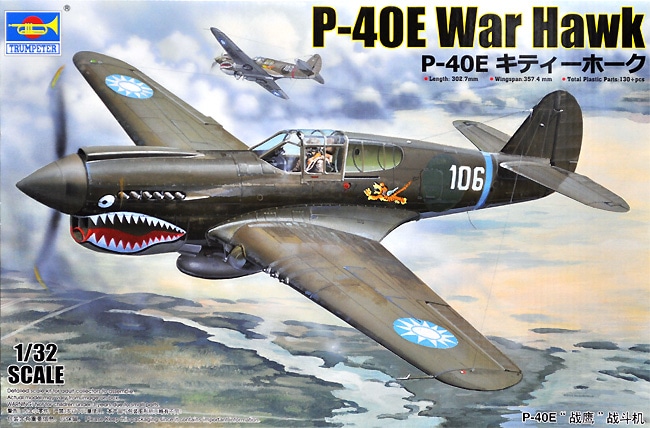 TRUMPETER
P-40E War Hawk
P-40E キティーホーク
Length: 302.7mm Wingspan: 357.4 mm Total Plastic Parts: 130+pcs
106
1/32
SCALE
P-40E "战鹰" 战斗机